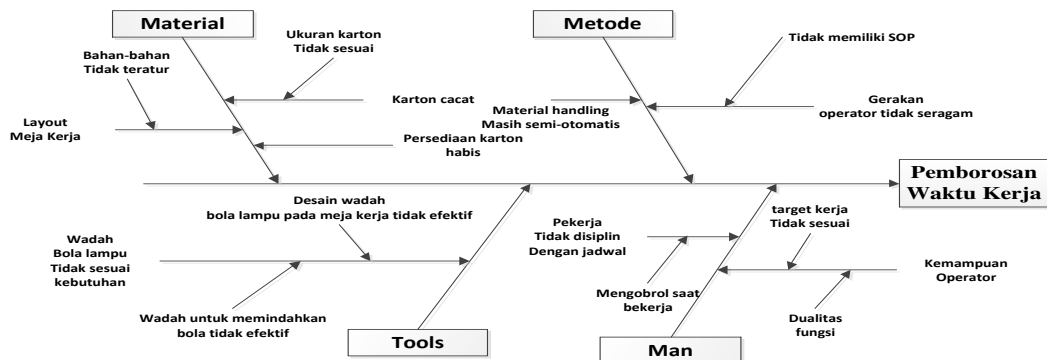 Material
Metode
Ukuran karton
Tidak sesuai
Tidak memiliki SOP
Bahan-bahan
Tidak teratur
Karton cacat
Material handling
Masih semi-otomatis
Gerakan
operator tidak seragam
Layout
Meja Kerja
Persediaan karton
habis
Pemborosan
Waktu Kerja
Desain wadah
bola lampu pada meja kerja tidak efektif
Pekerja
Tidak disiplin
Dengan jadwal
target kerja
Tidak sesuai
Wadah
Bola lampu
Tidak sesuai
kebutuhan
Kemampuan
Operator
Mengobrol saat
bekerja
Wadah untuk memindahkan
bola tidak efektif
Dualitas
fungsi
Tools
Man